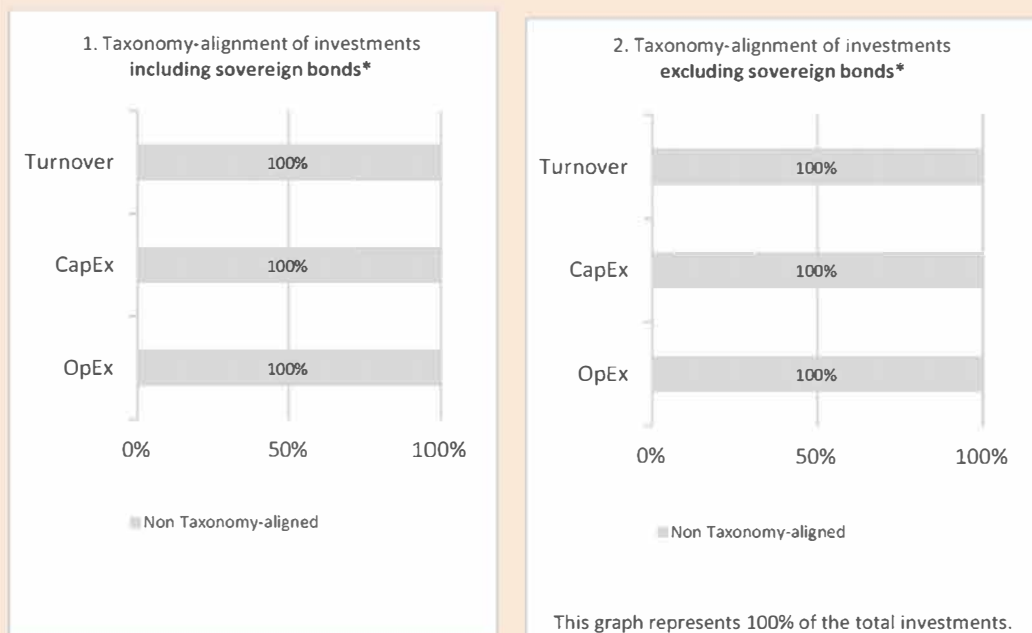 1. Taxonomy-alignment of investments
including sovereign bonds*
Turnover
100%
CapEx
100%
OpEx
100%
0%
50%
100%
Non Taxonomy-aligned
2. Taxonomy-alignment of investments
excluding sovereign bonds*
Turnover
100%
CapEx
100%
OpEx
100%
0%
50%
100%
Non Taxonomy-aligned
This graph represents 100% of the total investments.